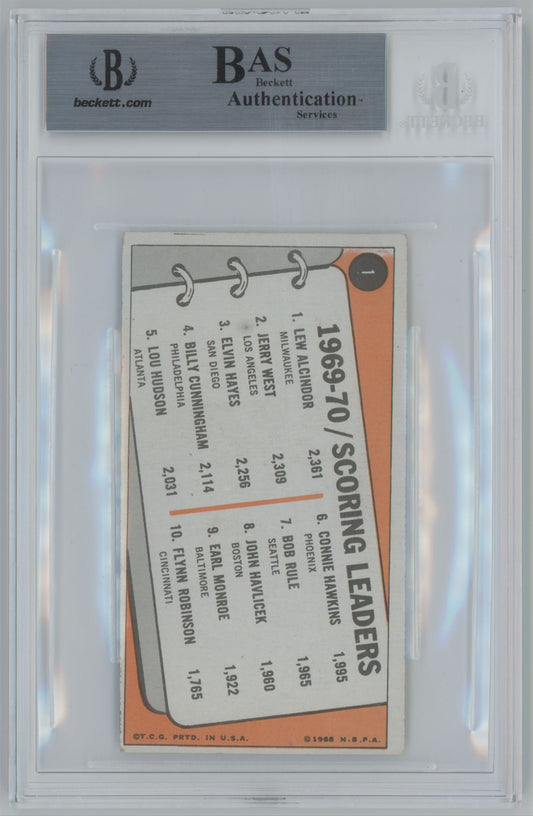 B
beckett.com
BAS
Beckett
Authentication™
Services
BECKETT
1
1969-70/SCORING LEADERS
1. LEW ALCINDOR 2,361
MILWAUKEE
2. JERRY WEST 2,309
LOS ANGELES
3. ELVIN HAYES 2,256
SAN DIEGO
4. BILLY CUNNINGHAM 2,114
PHILADELPHIA
5. LOU HUDSON 2,031
ATLANTA
6. CONNIE HAWKINS 1,995
PHOENIX
7. BOB RULE 1,965
SEATTLE
8. JOHN HAVLICEK 1,960
BOSTON
9. EARL MONROE 1,922
BALTIMORE
10. FLYNN ROBINSON 1,765
CINCINNATI
©T.C.G. PRTD. IN U.S.A.
©1968 N.B.P.A.